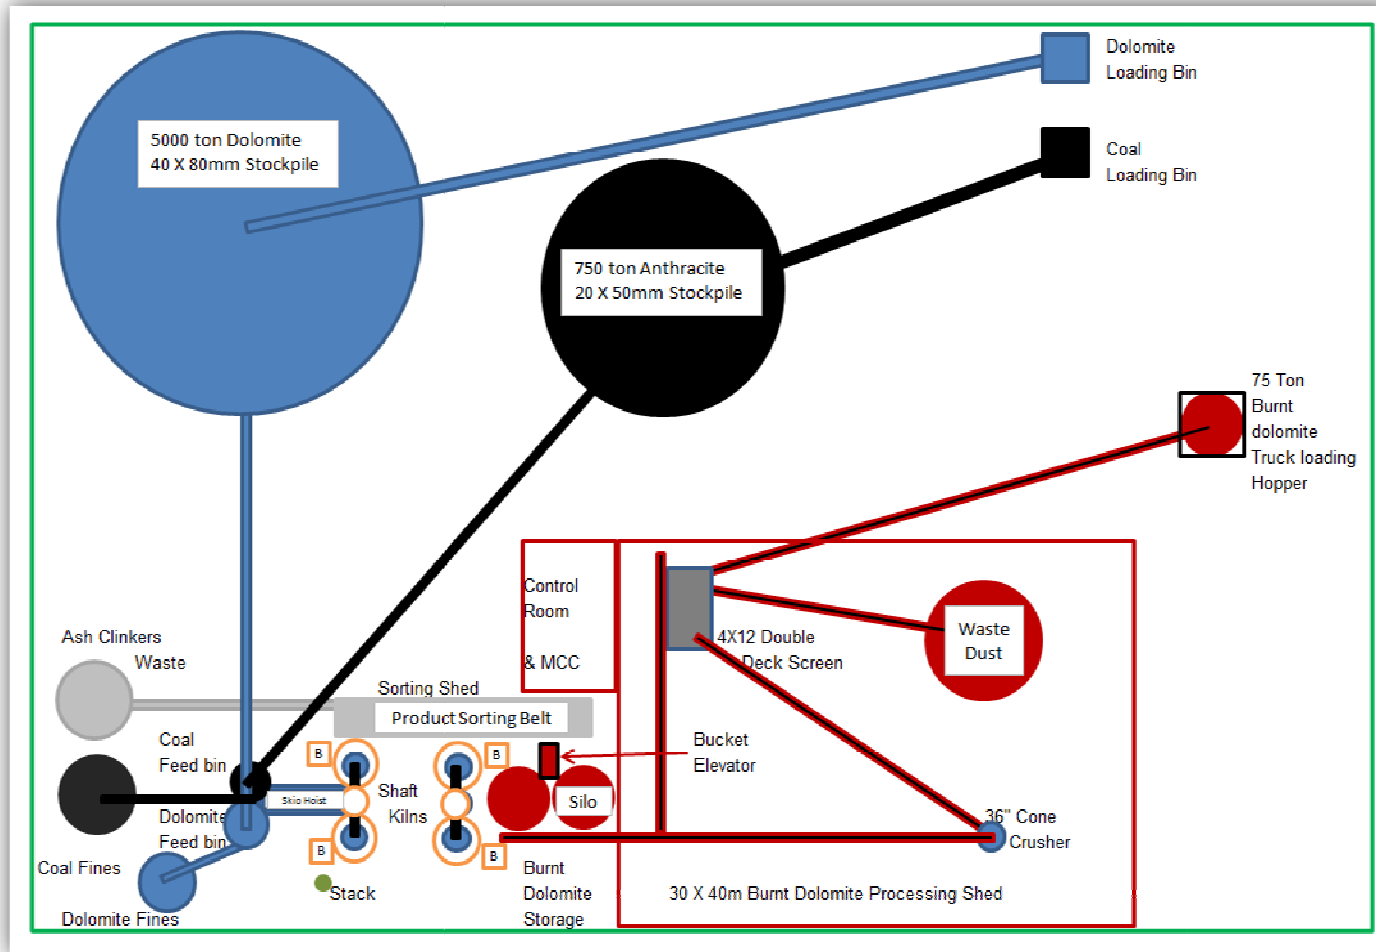 Dolomite
Loading Bin
5000 ton Dolomite
40 X 80mm Stockpile
Coal
Loading Bin
750 ton Anthracite
20 X 50mm Stockpile
75 Ton
Burnt
dolomite
Truck loading
Hopper
Control
Room
& MCC
4X12 Double
Deck Screen
Waste
Dust
Ash Clinkers
Waste
Sorting Shed
Product Sorting Belt
Coal
Feed bin
B
B
Bucket
Elevator
Skip Hoist
Shaft
Kilns
Silo
Dolomite
Feed bin
36" Cone
Crusher
B
B
Coal Fines
Stack
Burnt
Dolomite
Storage
30 X 40m Burnt Dolomite Processing Shed
Dolomite Fines